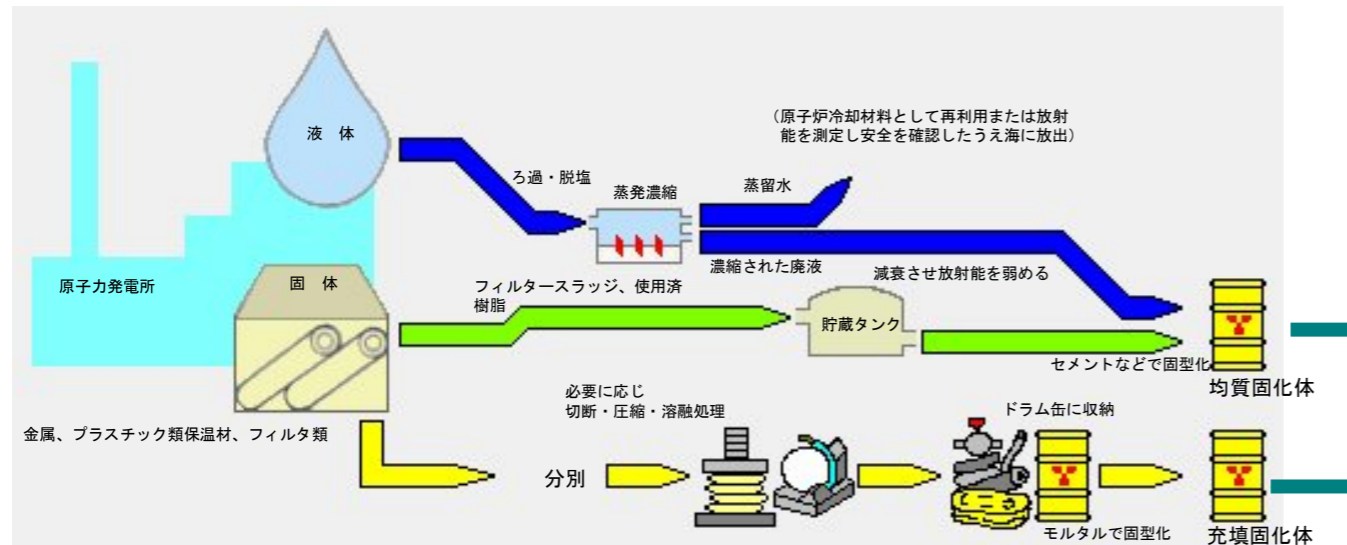 液 体
(原子炉冷却材料として再利用または放射
能を測定し安全を確認したうえ海に放出)
ろ過・脱塩
蒸発濃縮
蒸留水
濃縮された廃液
減衰させ放射能を弱める
原子力発電所
固 体
フィルタースラッジ、使用済
樹脂
貯蔵タンク
セメントなどで固型化
均質固化体
金属、プラスチック類保温材、フィルタ類
必要に応じ
切断・圧縮・溶融処理
分別
ドラム缶に収納
モルタルで固型化
充填固化体